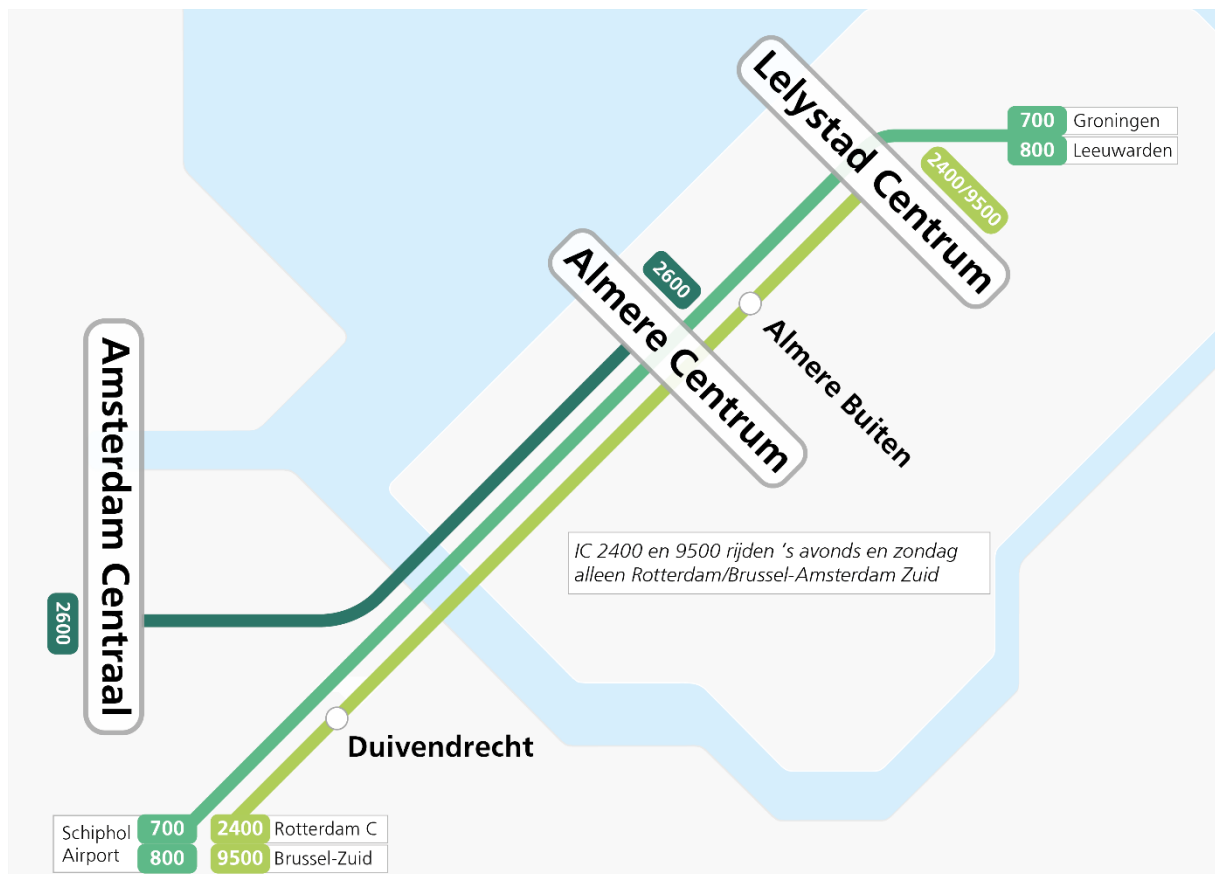 Lelystad Centrum
700 Groningen
800 Leeuwarden
2400/9500
Almere Centrum
2600
Almere Buiten
Amsterdam Centraal
2600
IC 2400 en 9500 rijden ’s avonds en zondag
alleen Rotterdam/Brussel-Amsterdam Zuid
Duivendrecht
Schiphol
Airport
700
800
2400 Rotterdam C
9500 Brussel-Zuid